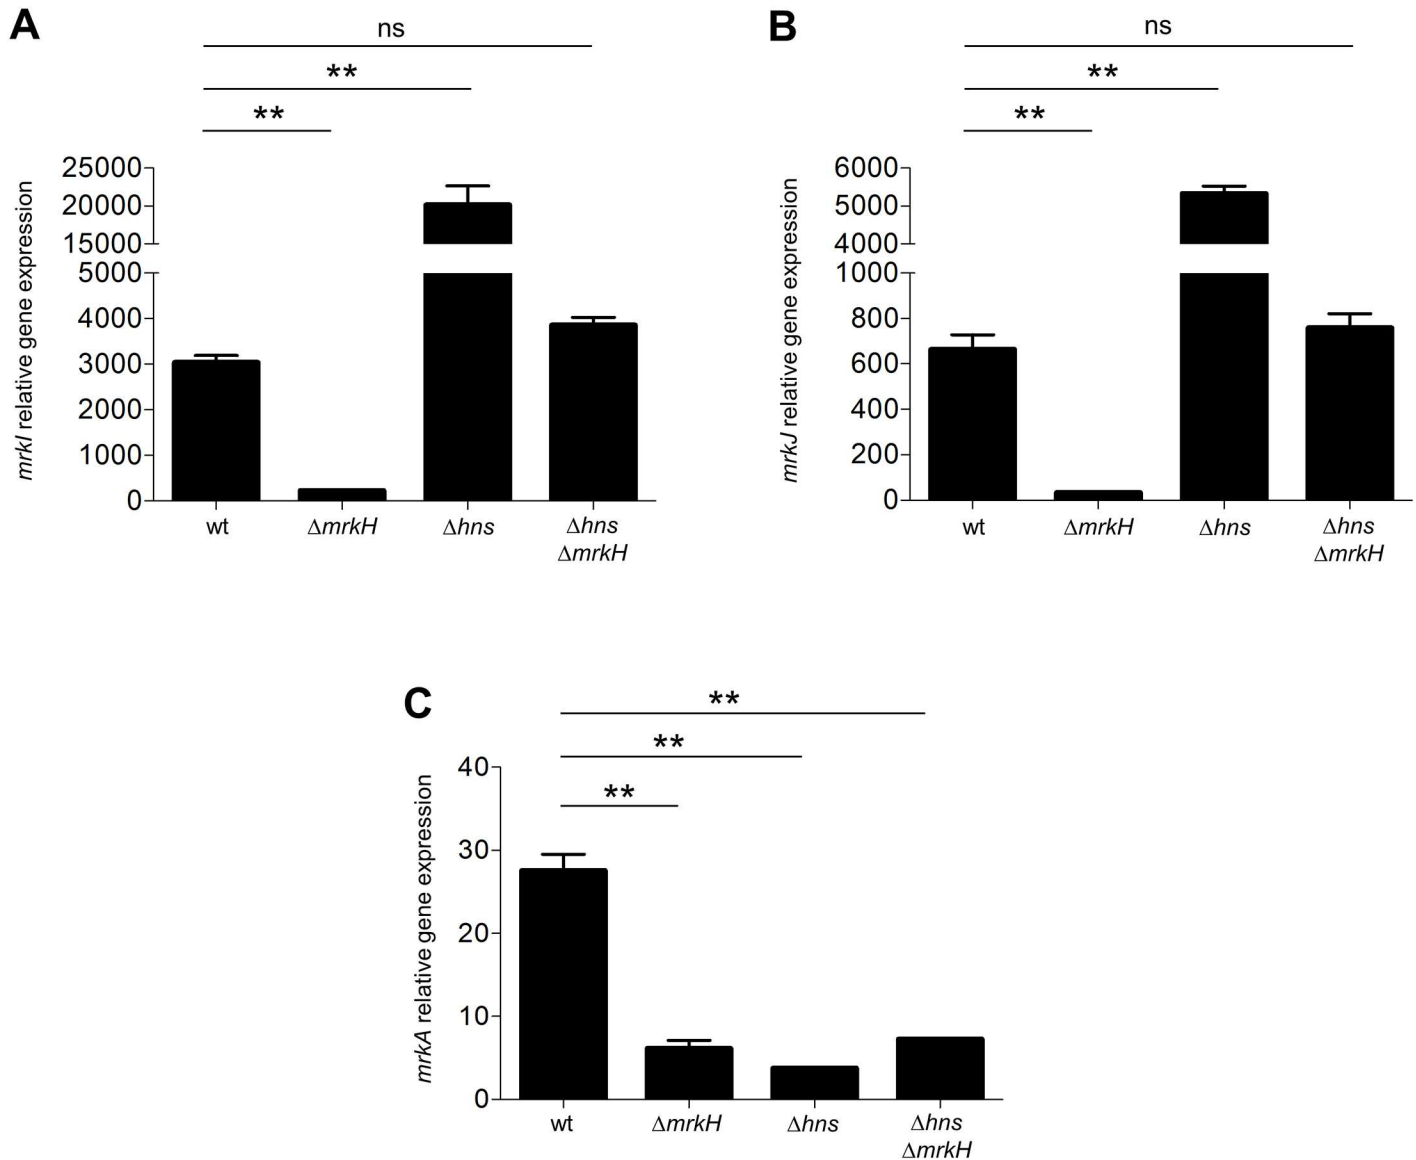 A
ns
**
**
mrkI relative gene expression
25000
20000
15000
5000
4000
3000
2000
1000
0
wt
ΔmrkH
Δhns
Δhns
ΔmrkH
B
ns
**
**
mrkJ relative gene expression
6000
5000
4000
1000
800
600
400
200
0
wt
ΔmrkH
Δhns
Δhns
ΔmrkH
C
**
**
**
mrkA relative gene expression
40
30
20
10
0
wt
ΔmrkH
Δhns
Δhns
ΔmrkH